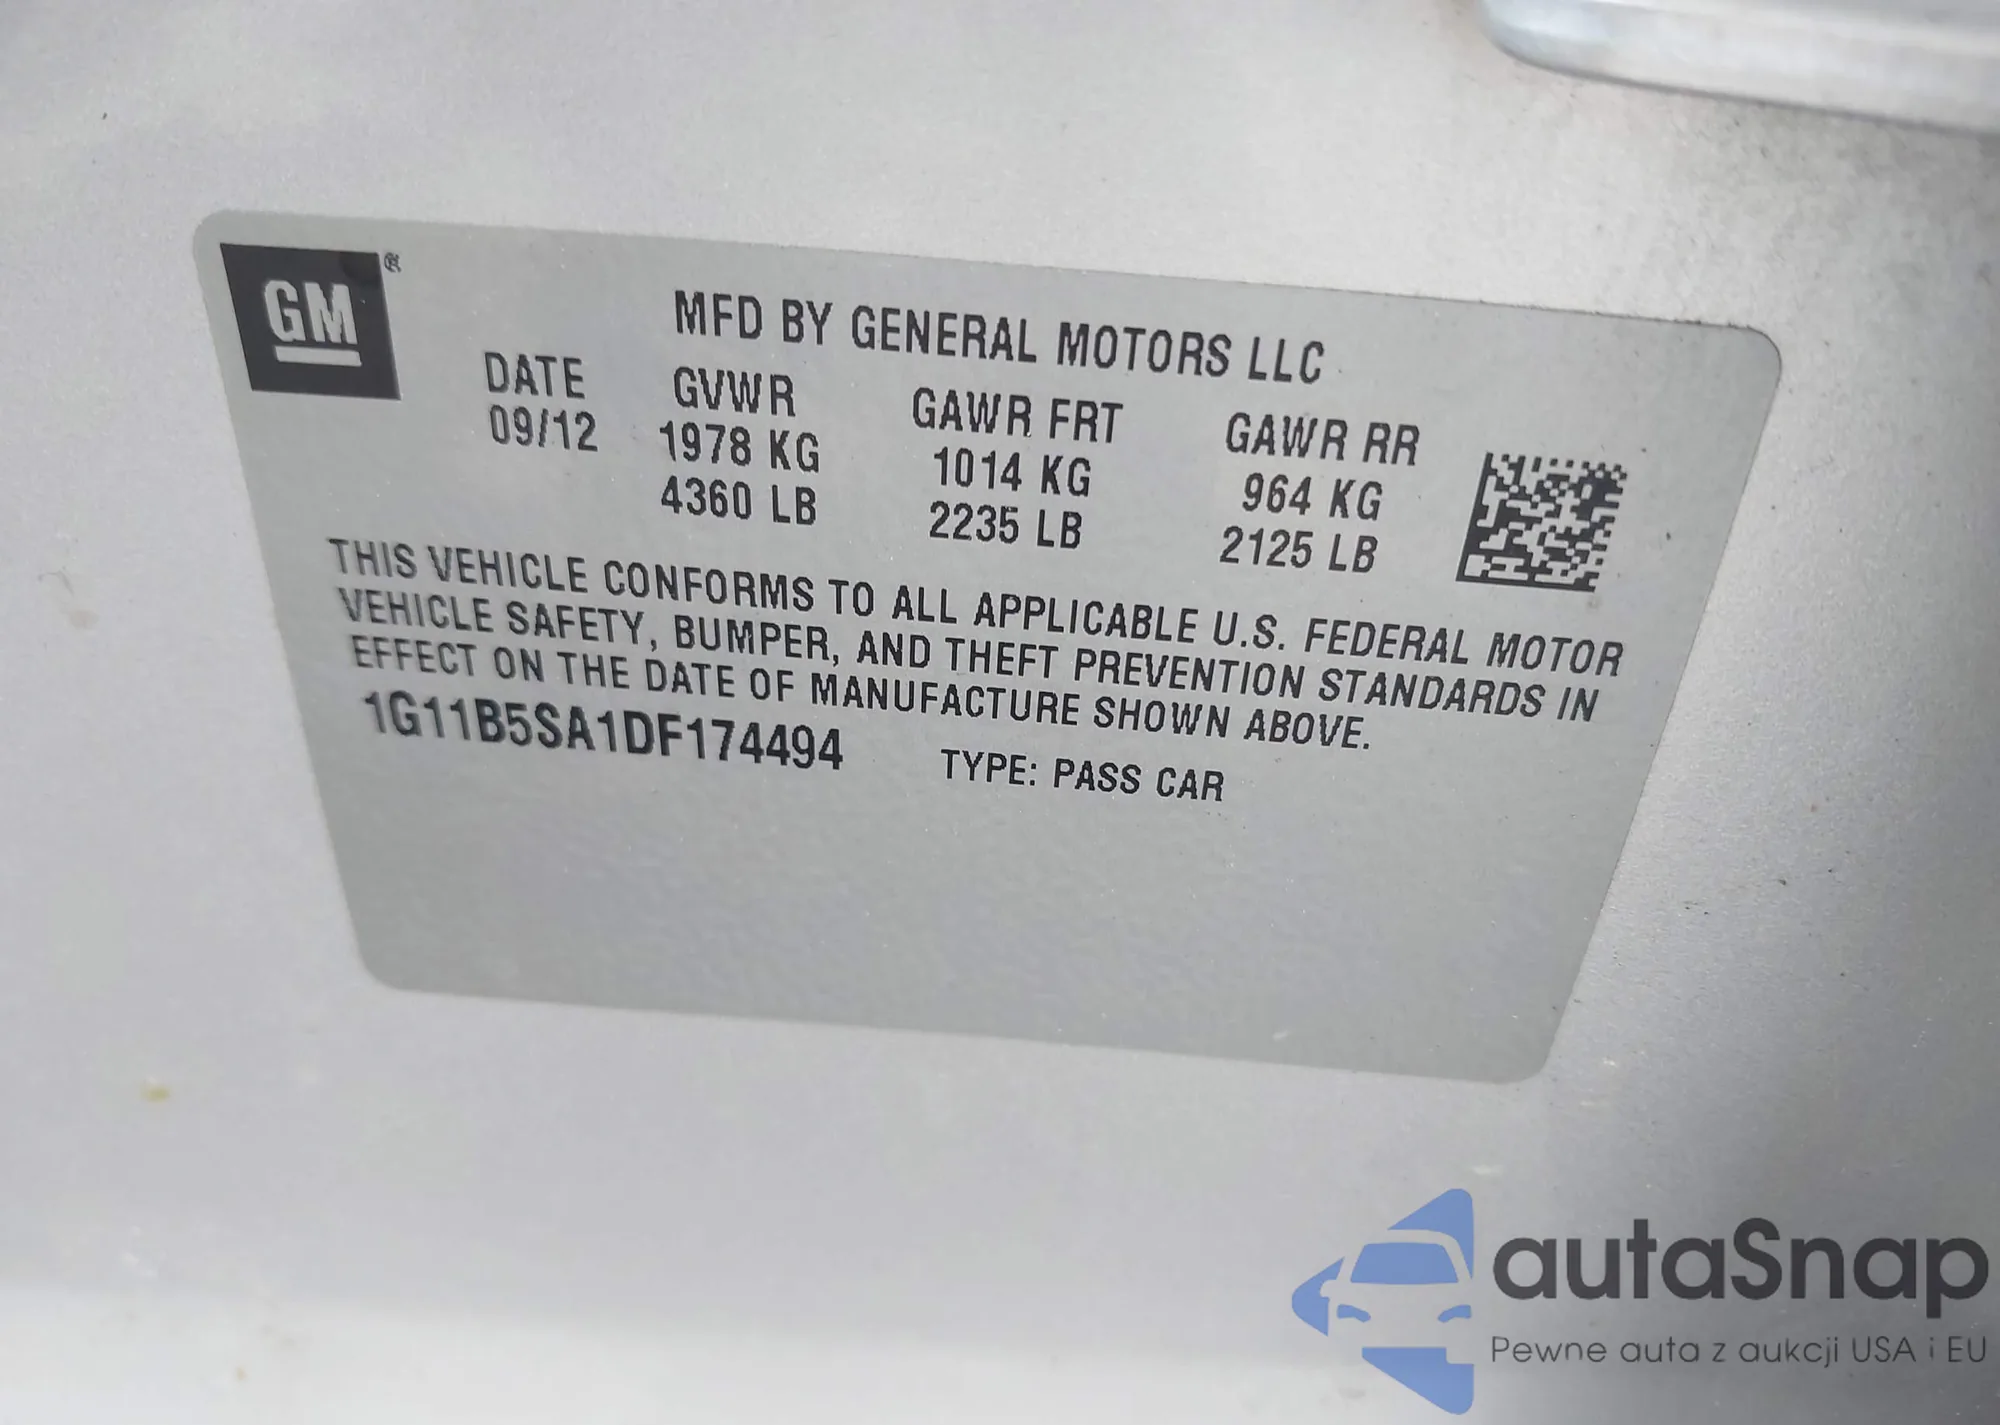 GM®
MFD BY GENERAL MOTORS LLC
DATE GVWR GAWR FRT GAWR RR
09/12 1978 KG 1014 KG 964 KG
4360 LB 2235 LB 2125 LB
THIS VEHICLE CONFORMS TO ALL APPLICABLE U.S. FEDERAL MOTOR
VEHICLE SAFETY, BUMPER, AND THEFT PREVENTION STANDARDS IN
EFFECT ON THE DATE OF MANUFACTURE SHOWN ABOVE.
1G11B5SA1DF174494 TYPE: PASS CAR
autaSnap
Pewne auta z aukcji USA i EU